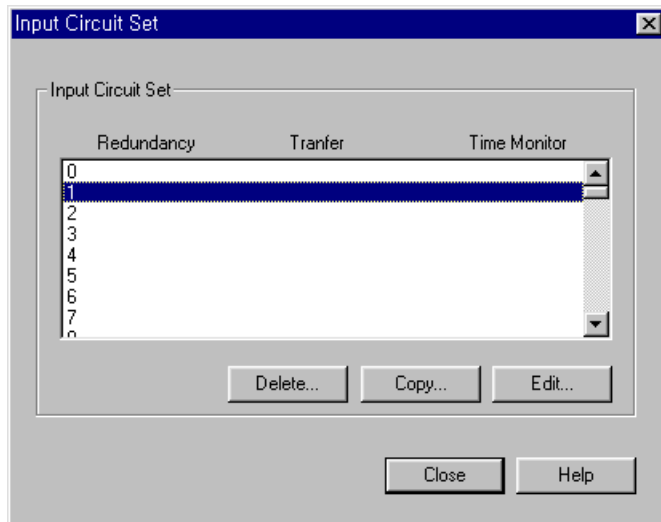 Input Circuit Set
Input Circuit Set
Redundancy Tranfer Time Monitor
0
1
2
3
4
5
6
7
Delete... Copy... Edit...
Close Help